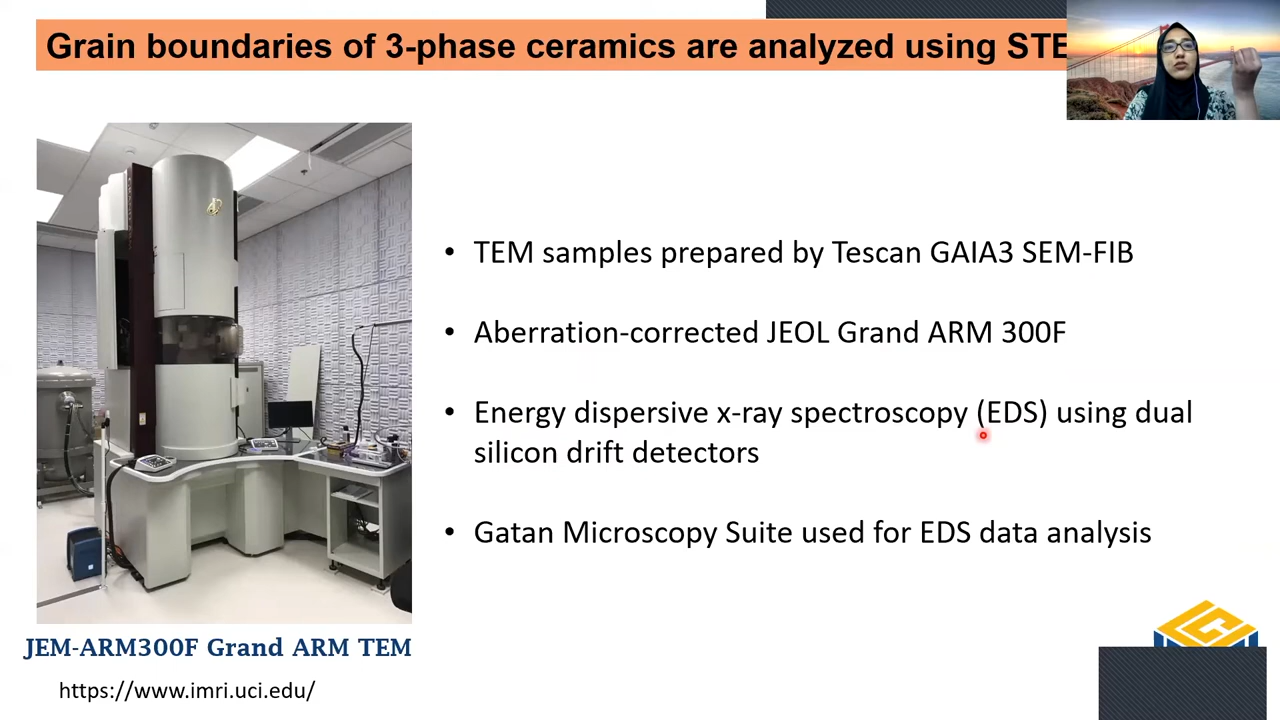 Grain boundaries of 3-phase ceramics are analyzed using STE
• TEM samples prepared by Tescan GAIA3 SEM-FIB
• Aberration-corrected JEOL Grand ARM 300F
• Energy dispersive x-ray spectroscopy (EDS) using dual
silicon drift detectors
• Gatan Microscopy Suite used for EDS data analysis
JEM-ARM300F Grand ARM TEM
https://www.imri.uci.edu/